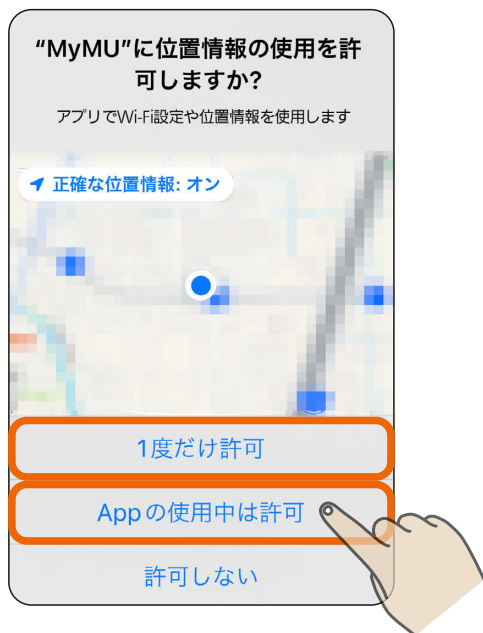 “MyMU”に位置情報の使用を許
可しますか?
アプリでWi-Fi設定や位置情報を使用します
正確な位置情報: オン
1度だけ許可
Appの使用中は許可
許可しない